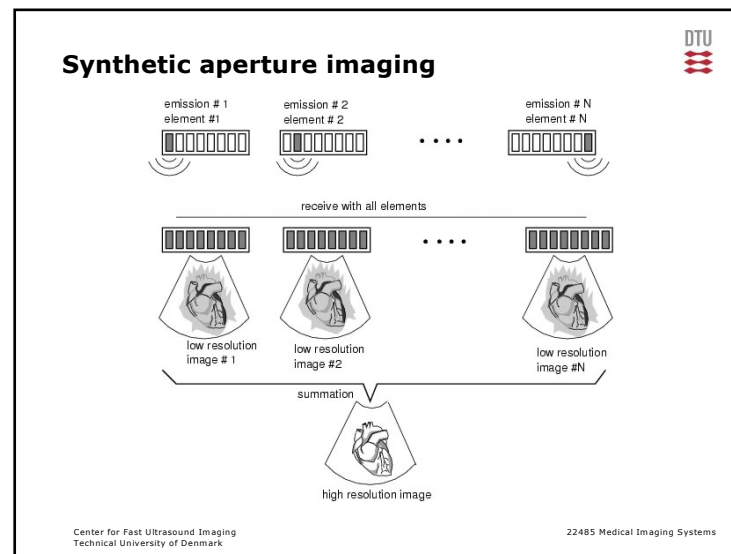 DTU
Synthetic aperture imaging
emission # 1
element #1
emission # 2
element # 2
emission # N
element # N
receive with all elements
low resolution
image # 1
low resolution
image #2
low resolution
image #N
summation
high resolution image
Center for Fast Ultrasound Imaging
Technical University of Denmark
22485 Medical Imaging Systems